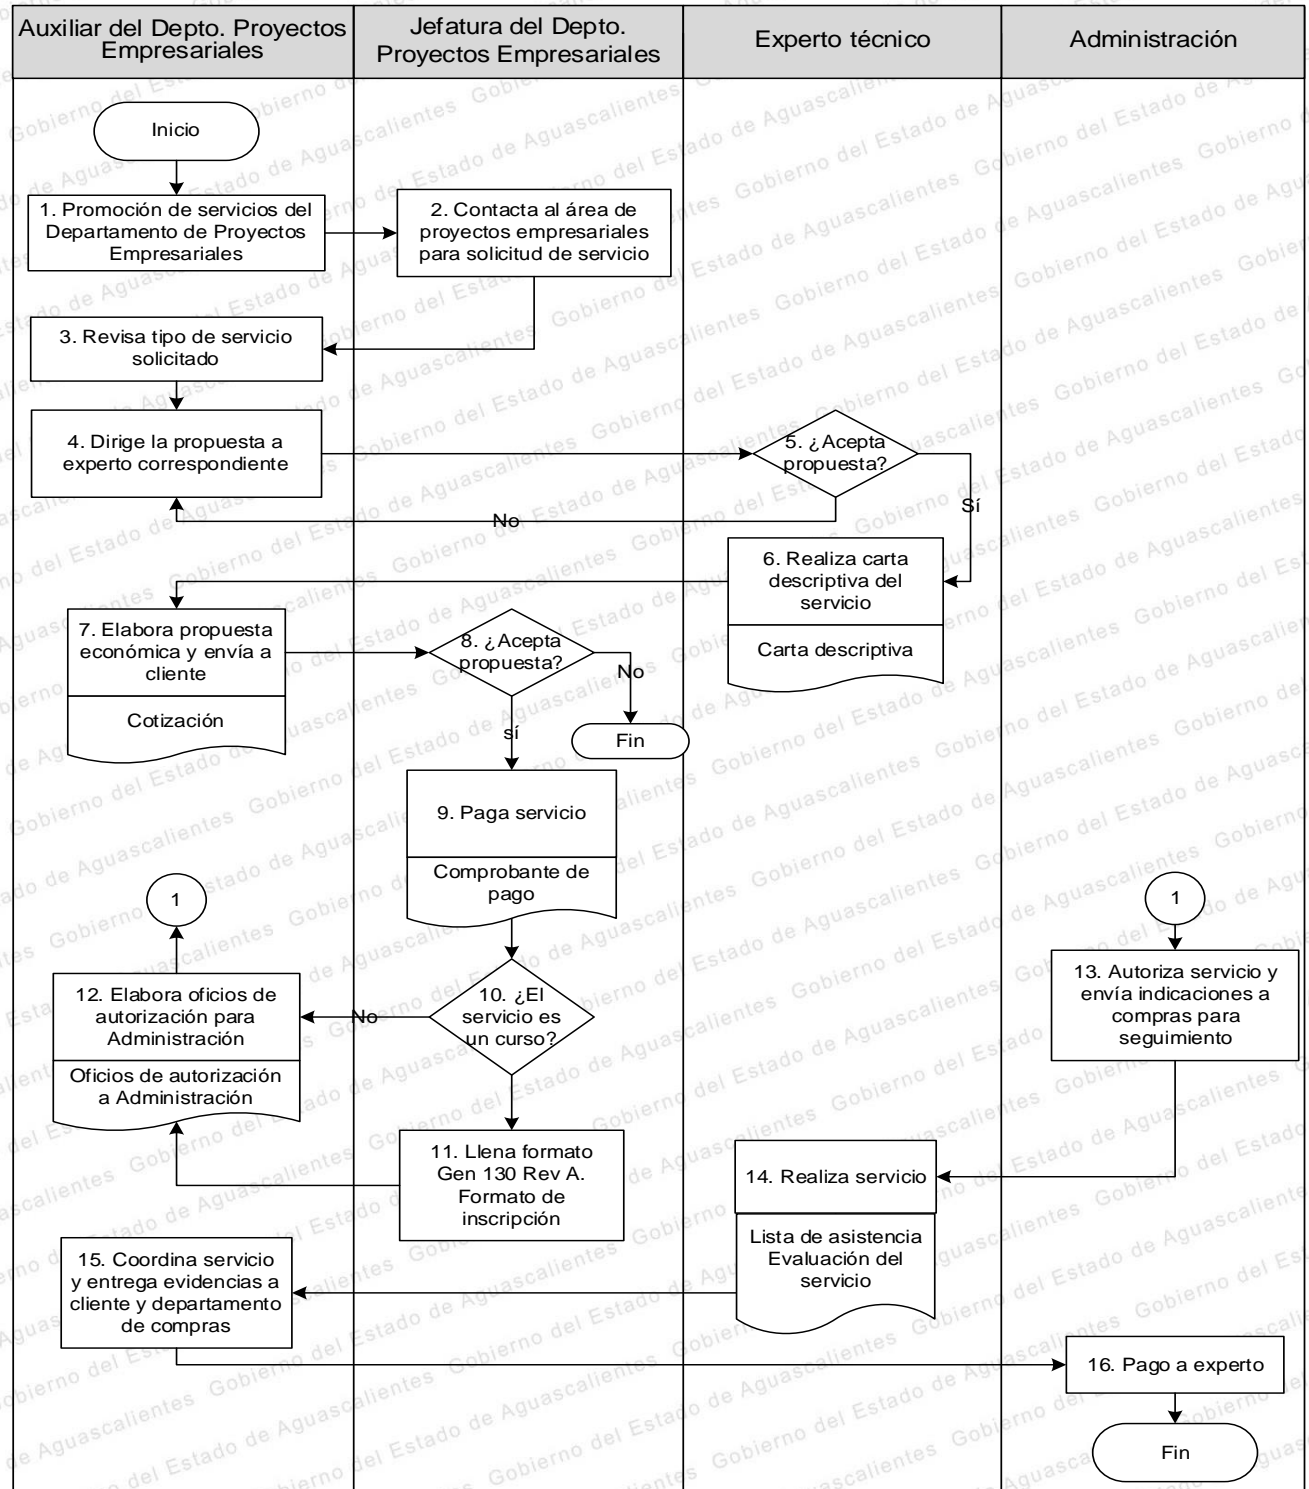 Auxiliar del Depto. Proyectos
Empresariales
Jefatura del Depto.
Proyectos Empresariales
Experto técnico
Administración
Inicio
1. Promoción de servicios del
Departamento de Proyectos
Empresariales
2. Contacta al área de
proyectos empresariales
para solicitud de servicio
3. Revisa tipo de servicio
solicitado
4. Dirige la propuesta a
experto correspondiente
5. ¿Acepta
propuesta?
No
Sí
6. Realiza carta
descriptiva del
servicio
Carta descriptiva
7. Elabora propuesta
económica y envía a
cliente
Cotización
8. ¿Acepta
propuesta?
No
Fin
sí
9. Paga servicio
Comprobante de
pago
1
1
10. ¿El
servicio es
un curso?
No
12. Elabora oficios de
autorización para
Administración
Oficios de autorización
a Administración
13. Autoriza servicio y
envía indicaciones a
compras para
seguimiento
11. Llena formato
Gen 130 Rev A.
Formato de
inscripción
14. Realiza servicio
Lista de asistencia
Evaluación del
servicio
15. Coordina servicio
y entrega evidencias a
cliente y departamento
de compras
16. Pago a experto
Fin
Gobierno del Estado de Aguascalientes